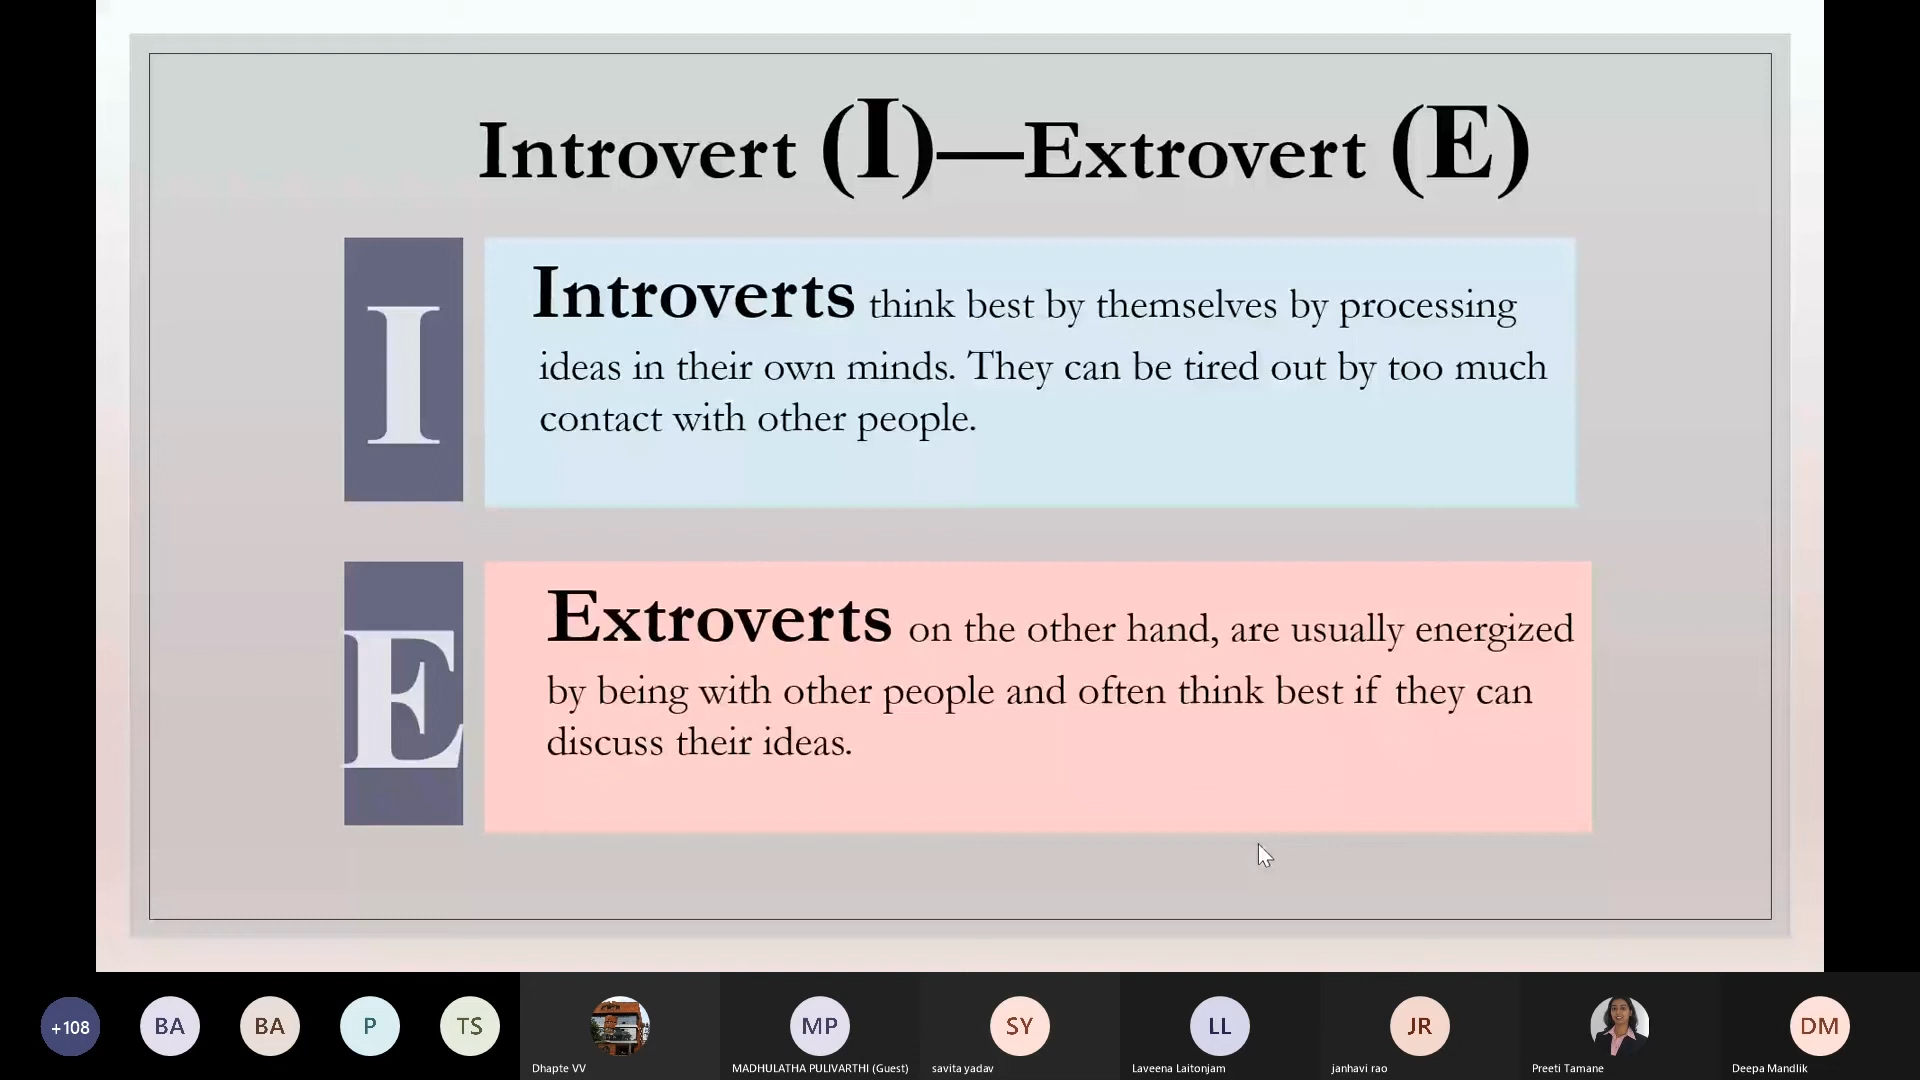 Introvert (I)—Extrovert (E)
I
Introverts think best by themselves by processing
ideas in their own minds. They can be tired out by too much
contact with other people.
E
Extroverts on the other hand, are usually energized
by being with other people and often think best if they can
discuss their ideas.
+108
BA
BA
P
TS
Dhapte VV
MP
MADHULATHA PULIVARTHI (Guest)
SY
savita yadav
LL
Laveena Laitonjam
JR
janhavi rao
Preeti Tamane
DM
Deepa Mandlik